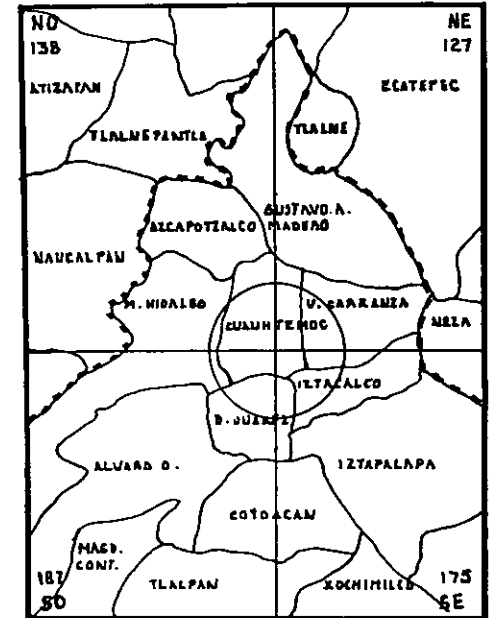 NO
138
NE
127
ATIZAPAN
ECATEPEC
TLALNEPANTLA
TLALNE
GUSTAVO. A.
MADERO
AZCAPOTZALCO
NAUCALPAN
M. HIDALGO
V. CARRANZA
CUAUHTEMOC
NEZA
IZTACALCO
B. JUAREZ
ALVARO O.
IZTAPALAPA
COYOACAN
MAGD.
CONT.
TLALPAN
XOCHIMILCO
187
SO
175
SE